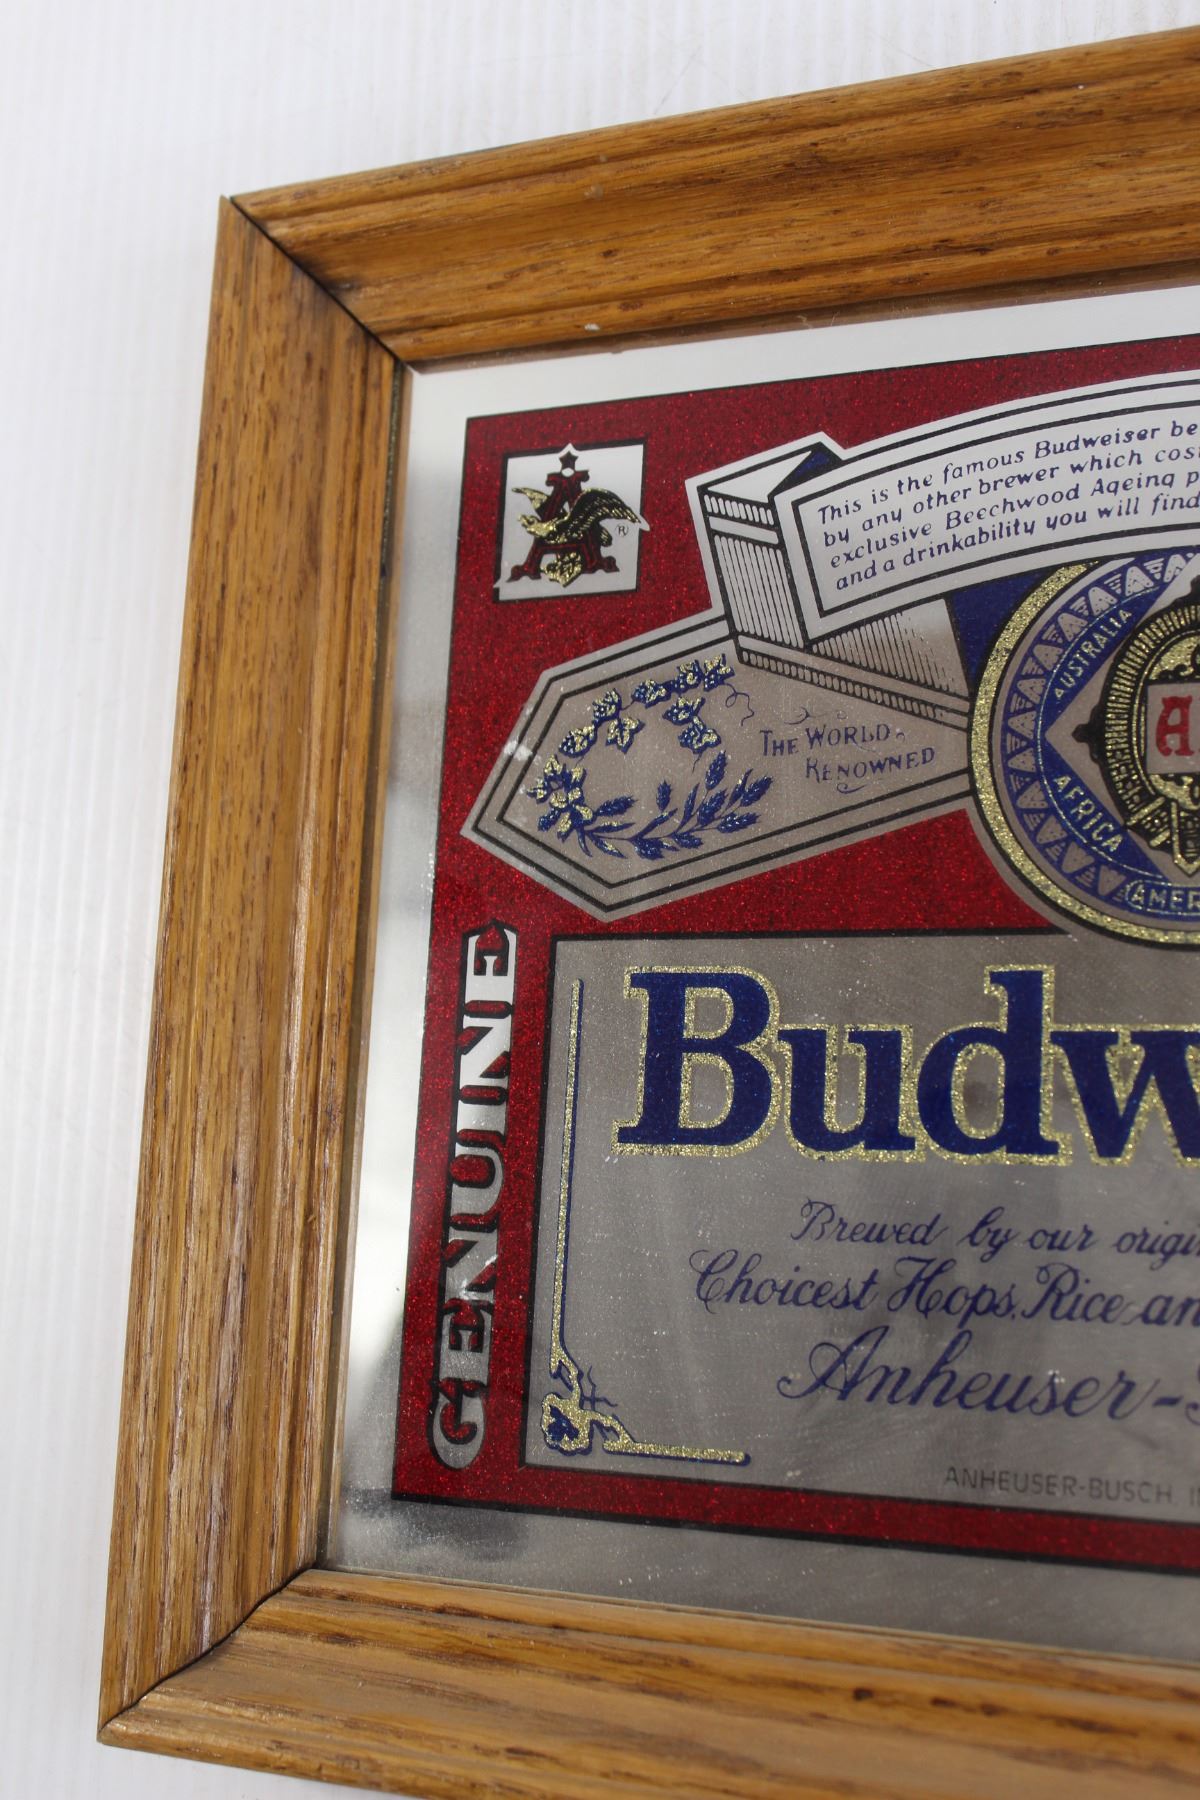 This is the famous Budweiser be
by any other brewer which cos
exclusive Beechwood Ageing p
and a drinkability you will find
THE WORLD
RENOWNED
AUSTRALIA
AFRICA
AMER
A
GENUINE
Budw
Brewed by our origi
Choicest Hops, Rice an
Anheuser-
ANHEUSER-BUSCH, I